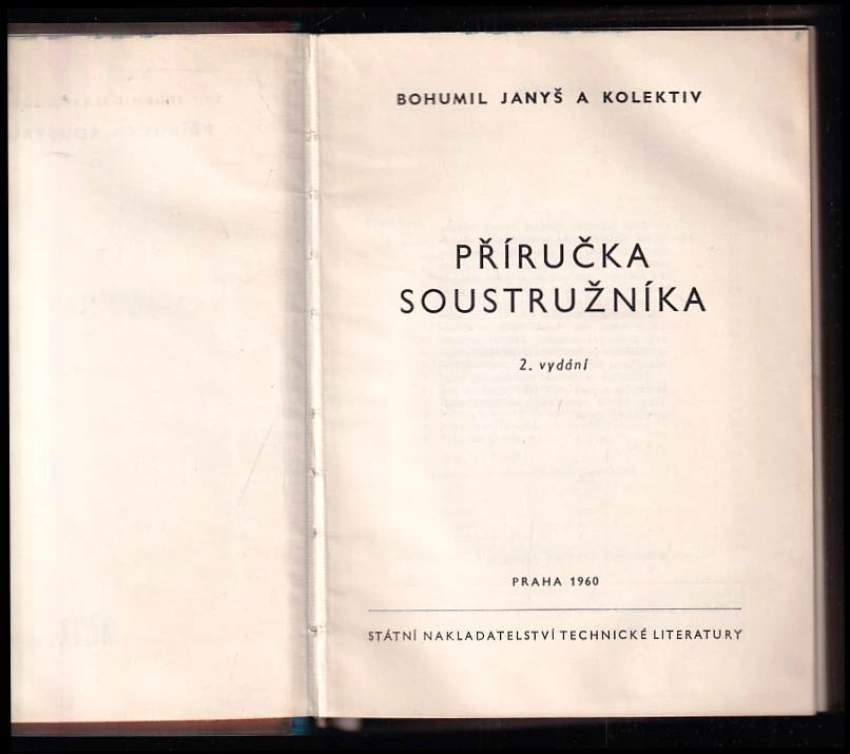 BOHUMIL JANYŠ A KOLEKTIV
PŘÍRUČKA
SOUSTRUŽNÍKA
2. vydání
PRAHA 1960
STÁTNÍ NAKLADATELSTVÍ TECHNICKÉ LITERATURY